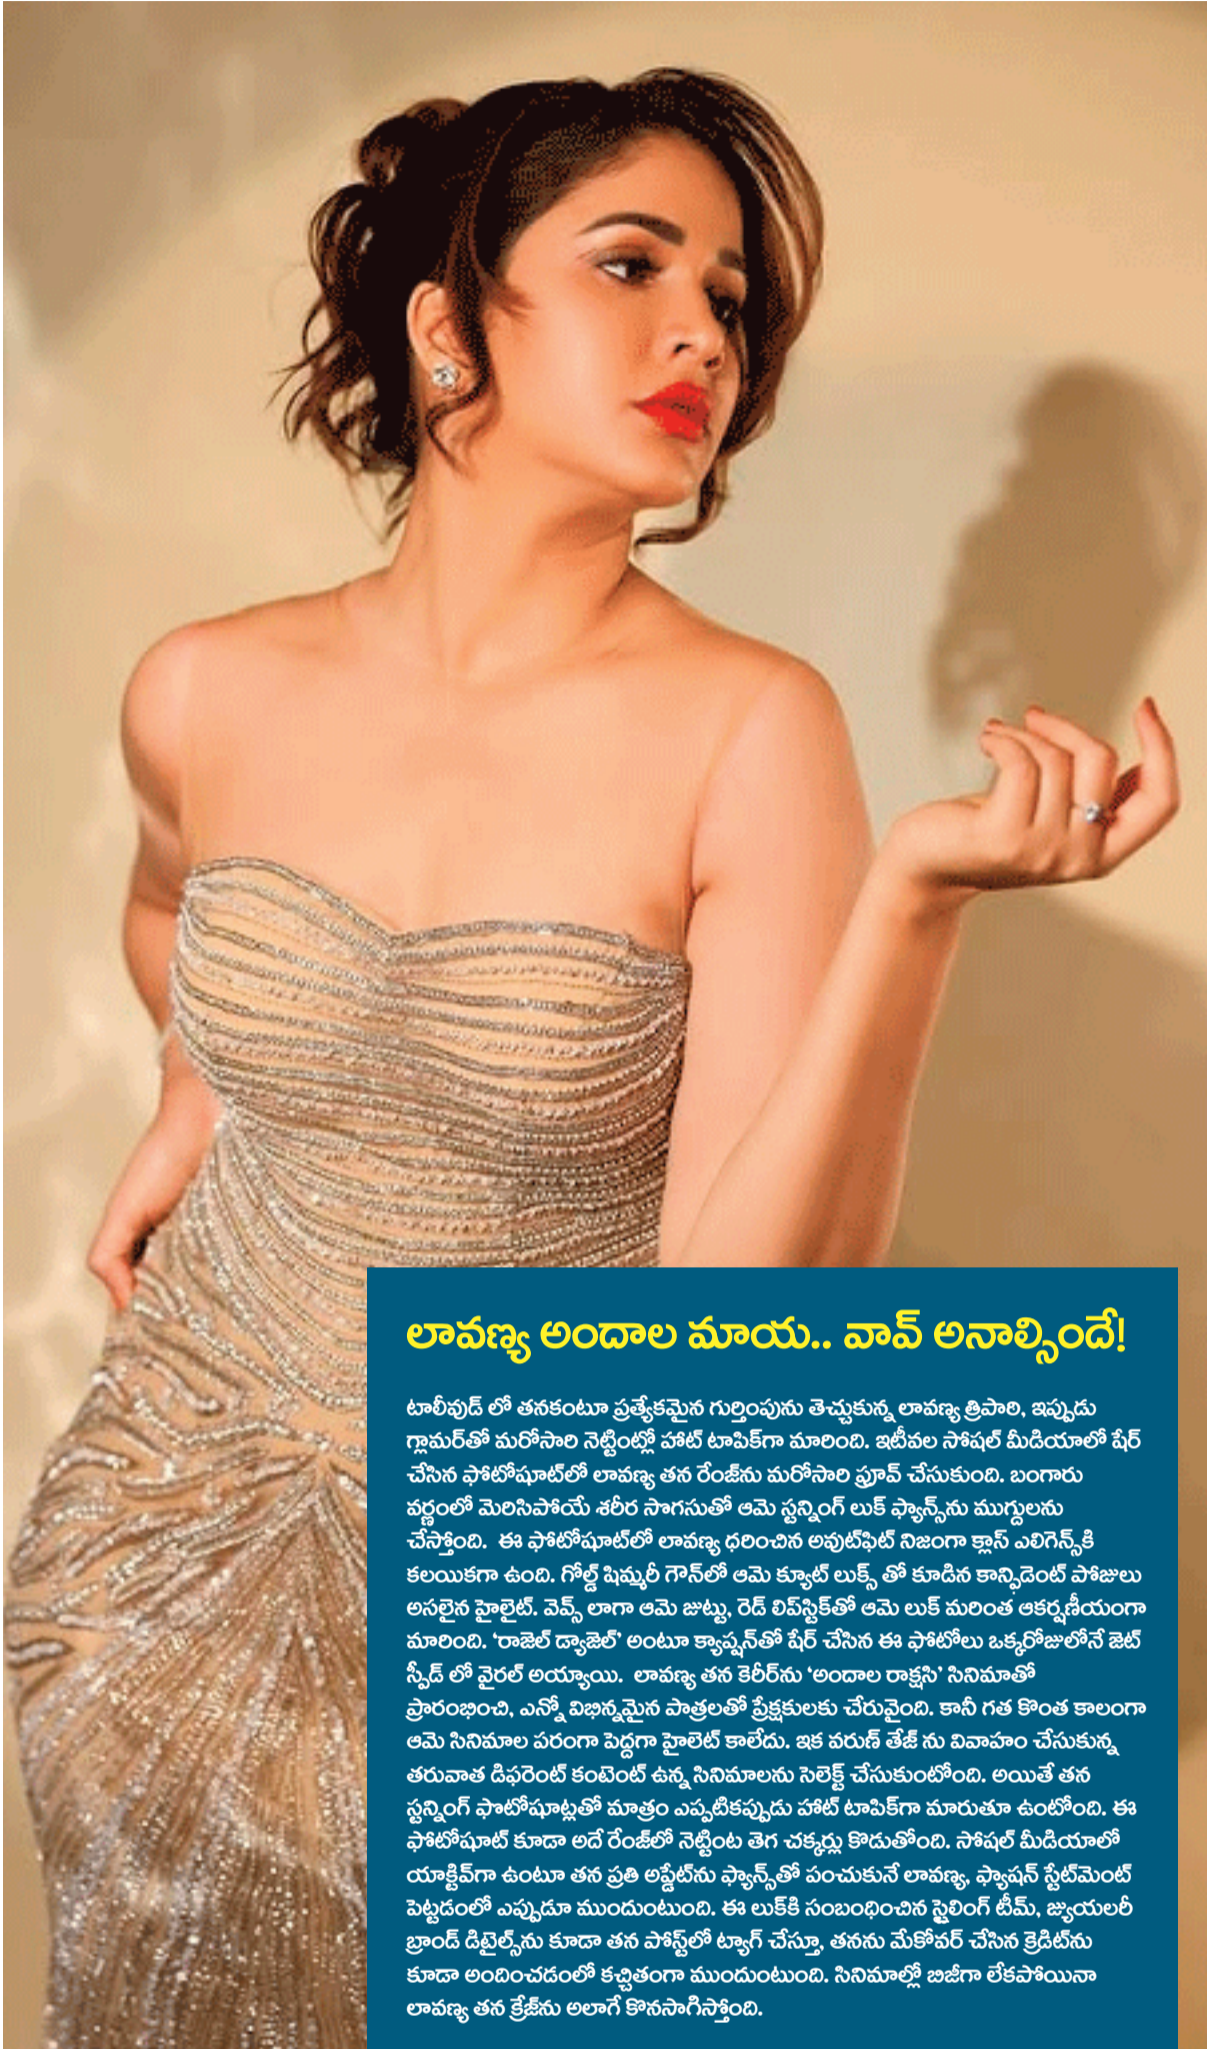 లావణ్య అందాల మాయ.. వావ్ అనాల్సిందే!
టాలీవుడ్ లో తనకంటూ ప్రత్యేకమైన గుర్తింపును తెచ్చుకున్న లావణ్య త్రిపాఠి, ఇప్పుడు
గ్లామర్‌తో మరోసారి నెట్టింట్లో హాట్ టాపిక్‌గా మారింది. ఇటీవల సోషల్ మీడియాలో షేర్
చేసిన ఫోటోషూట్‌లో లావణ్య తన రేంజ్‌ను మరోసారి ప్రూవ్ చేసుకుంది. బంగారు
వర్ణంలో మెరిసిపోయే శరీర సొగసుతో ఆమె స్టన్నింగ్ లుక్ ఫ్యాన్స్‌ను ముగ్ధులను
చేస్తోంది. ఈ ఫోటోషూట్‌లో లావణ్య ధరించిన అవుట్‌ఫిట్ నిజంగా క్లాస్ ఎలిగెన్స్‌కి
కలయికగా ఉంది. గోల్డ్ షిమ్మరీ గౌన్‌లో ఆమె క్యూట్ లుక్స్ తో కూడిన కాన్ఫిడెంట్ పోజులు
అసలైన హైలైట్. వెవ్స్ లాగా ఆమె జుట్టు, రెడ్ లిప్‌స్టిక్‌తో ఆమె లుక్ మరింత ఆకర్షణీయంగా
మారింది. ‘రాజెల్ డ్యాజెల్’ అంటూ క్యాప్షన్‌తో షేర్ చేసిన ఈ ఫోటోలు ఒక్కరోజులోనే జెట్
స్పీడ్ లో వైరల్ అయ్యాయి. లావణ్య తన కెరీర్‌ను ‘అందాల రాక్షసి’ సినిమాతో
ప్రారంభించి, ఎన్నో విభిన్నమైన పాత్రలతో ప్రేక్షకులకు చేరువైంది. కానీ గత కొంత కాలంగా
ఆమె సినిమాల పరంగా పెద్దగా హైలెట్ కాలేదు. ఇక వరుణ్ తేజ్ ను వివాహం చేసుకున్న
తరువాత డిఫరెంట్ కంటెంట్ ఉన్న సినిమాలను సెలెక్ట్ చేసుకుంటోంది. అయితే తన
స్టన్నింగ్ ఫొటోషూట్లతో మాత్రం ఎప్పటికప్పుడు హాట్ టాపిక్‌గా మారుతూ ఉంటోంది. ఈ
ఫోటోషూట్ కూడా అదే రేంజ్‌లో నెట్టింట తెగ చక్కర్లు కొడుతోంది. సోషల్ మీడియాలో
యాక్టివ్‌గా ఉంటూ తన ప్రతి అప్డేట్‌ను ఫ్యాన్స్‌తో పంచుకునే లావణ్య, ఫ్యాషన్ స్టేట్‌మెంట్
పెట్టడంలో ఎప్పుడూ ముందుంటుంది. ఈ లుక్‌కి సంబంధించిన స్టైలింగ్ టీమ్, జ్యుయలరీ
బ్రాండ్ డిటైల్స్‌ను కూడా తన పోస్ట్‌లో ట్యాగ్ చేస్తూ, తనను మేకోవర్ చేసిన క్రెడిట్‌ను
కూడా అందించడంలో కచ్చితంగా ముందుంటుంది. సినిమాల్లో బిజీగా లేకపోయినా
లావణ్య తన క్రేజ్‌ను అలాగే కొనసాగిస్తోంది.